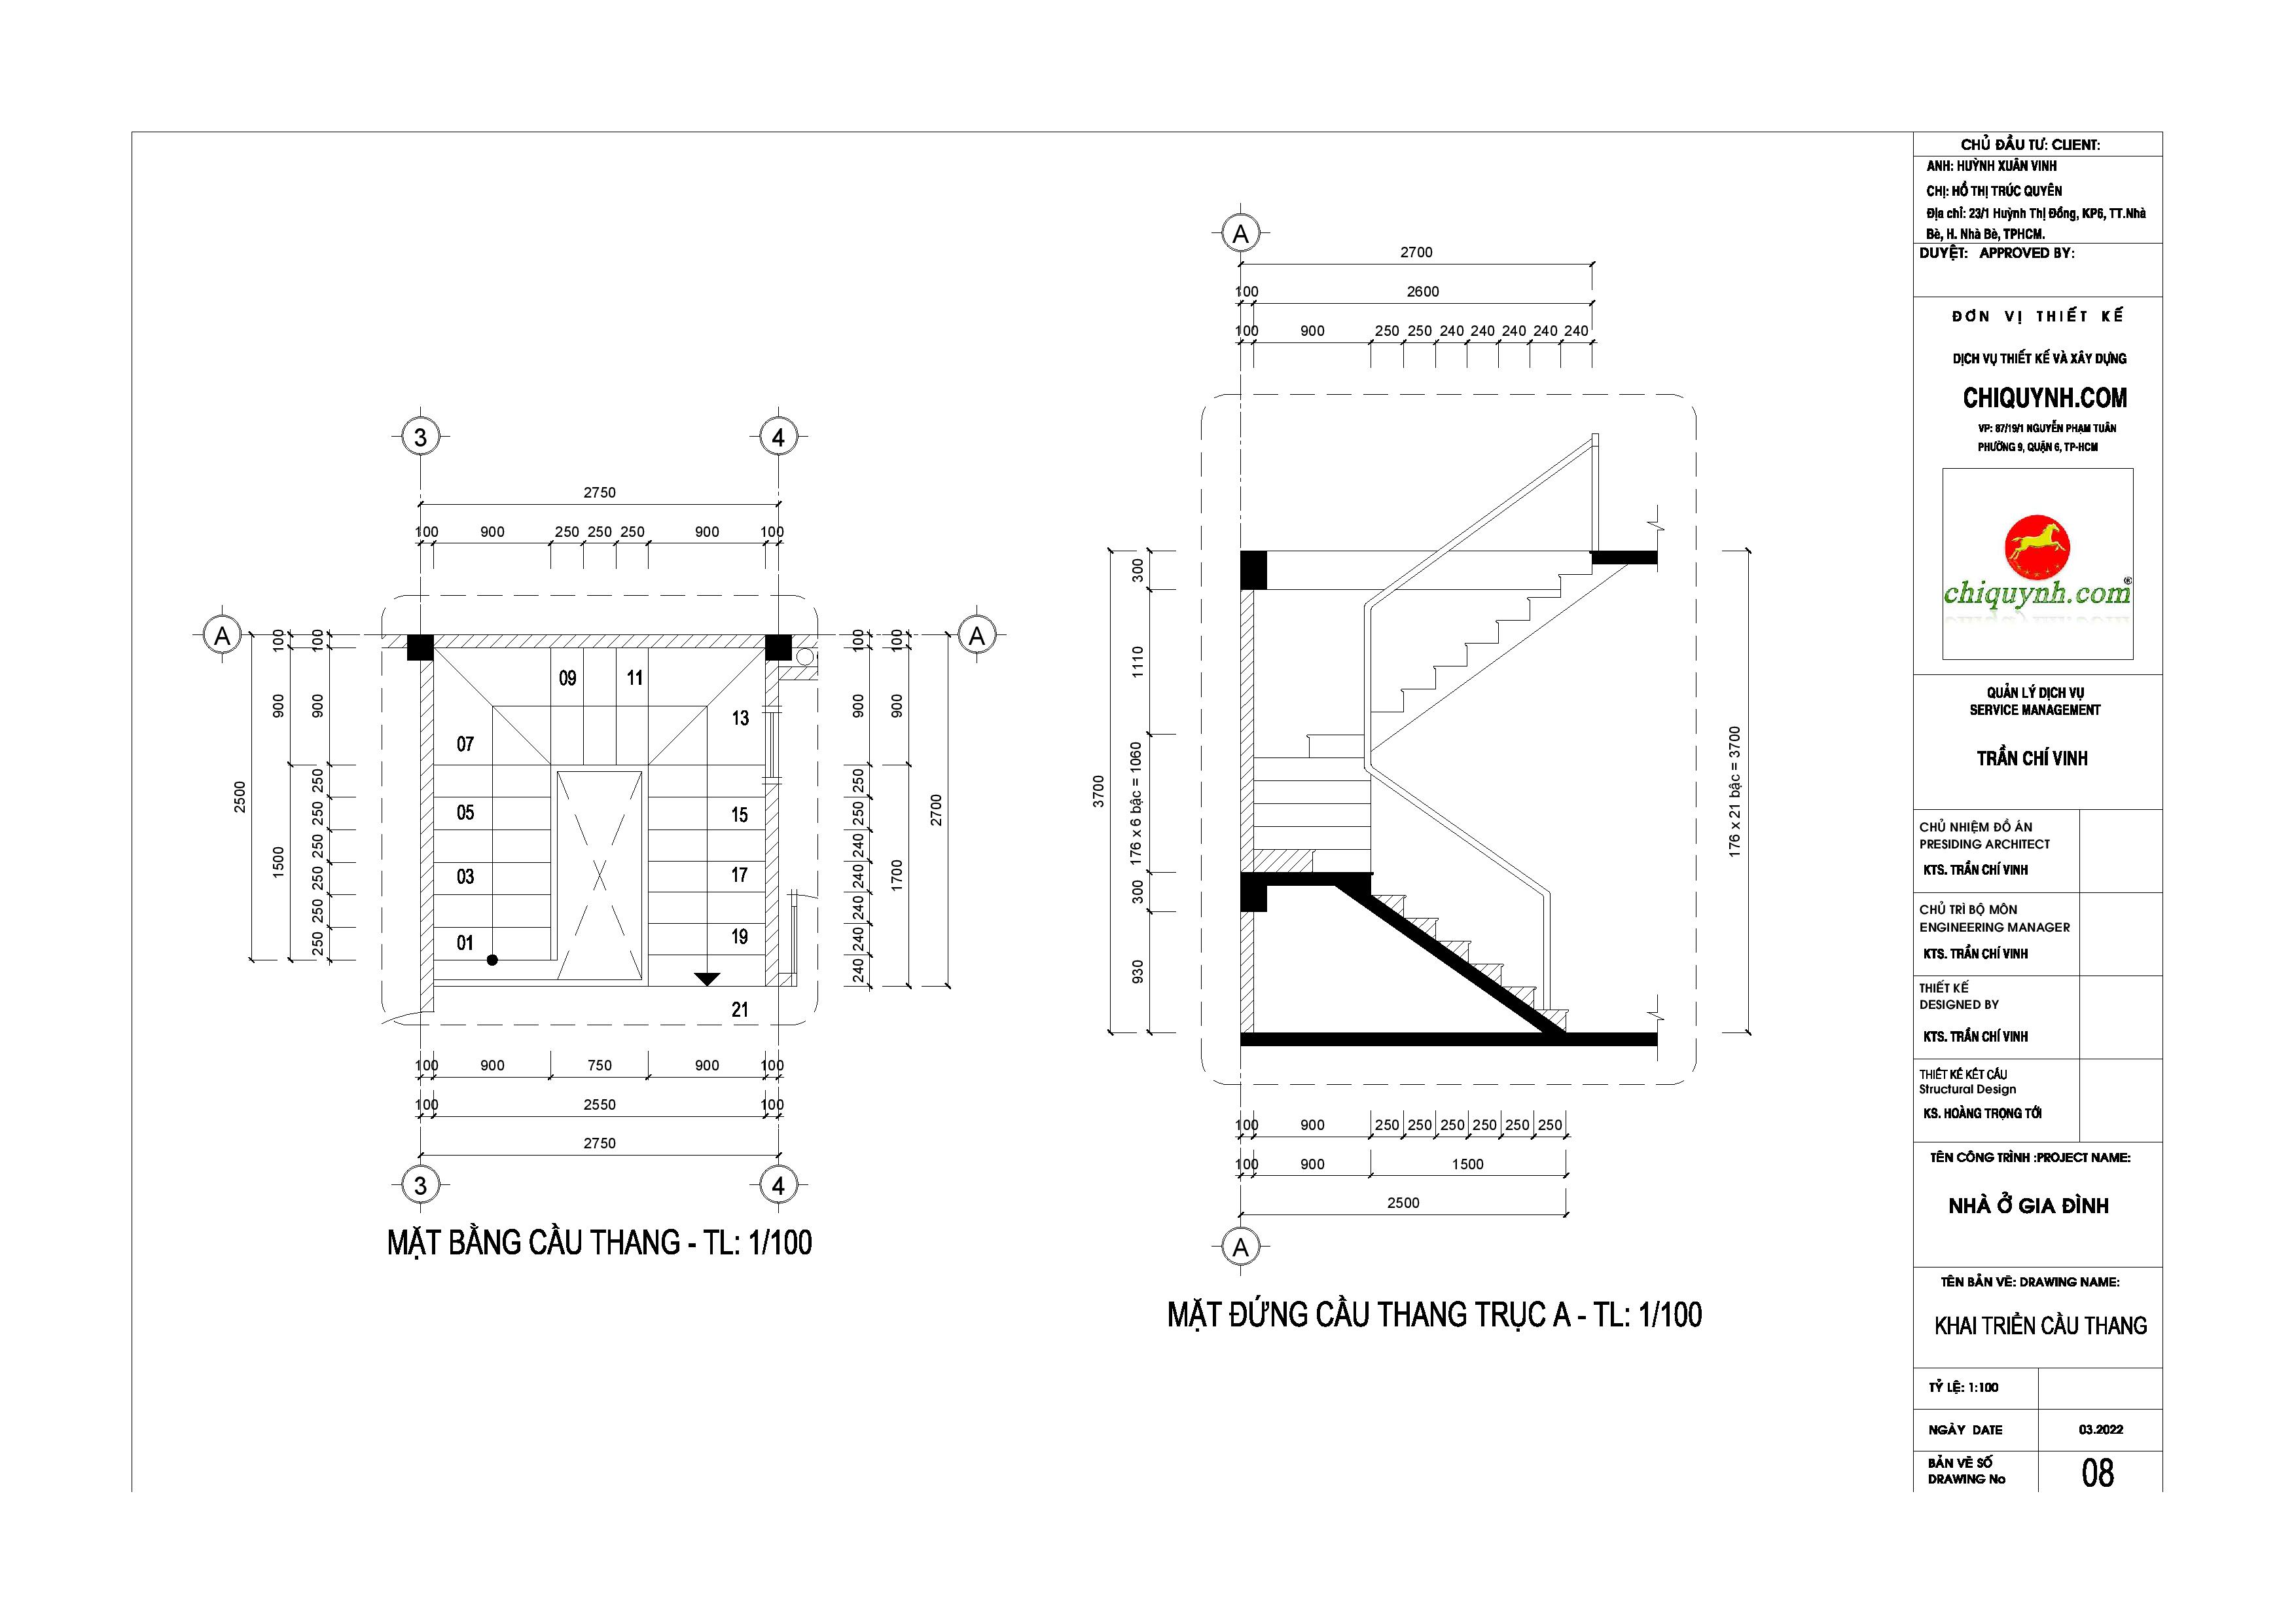 3
4
2750
100 900 250 250 250 900 100
A
A
100 900 1500
2500
100 900 250 250 250 250 250 250
09
11
07
13
05
15
03
17
01
19
21
100 900 250 250 240 240 240 240 240
100 900 1700
2700
100 900 750 900 100
100 2550 100
2750
3
4
MẶT BẰNG CẦU THANG - TL: 1/100
A
2700
100 2600
100 900 250 250 240 240 240 240 240
3700
300
1110
176 x 6 bậc = 1060
300
930
176 x 21 bậc = 3700
100 900 250 250 250 250 250 250
100 900 1500
2500
A
MẶT ĐỨNG CẦU THANG TRỤC A - TL: 1/100
CHỦ ĐẦU TƯ: CLIENT:
ANH: HUỲNH XUÂN VINH
CHỊ: HỒ THỊ TRÚC QUYÊN
Địa chỉ: 23/1 Huỳnh Thị Đồng, KP6, TT.Nhà
Bè, H. Nhà Bè, TPHCM.
DUYỆT: APPROVED BY:
ĐƠN VỊ THIẾT KẾ
DỊCH VỤ THIẾT KẾ VÀ XÂY DỰNG
CHIQUYNH.COM
VP: 87/19/1 NGUYỄN PHẠM TUÂN
PHƯỜNG 9, QUẬN 6, TP-HCM
chiquynh.com®
QUẢN LÝ DỊCH VỤ
SERVICE MANAGEMENT
TRẦN CHÍ VINH
CHỦ NHIỆM ĐỒ ÁN
PRESIDING ARCHITECT
KTS. TRẦN CHÍ VINH
CHỦ TRÌ BỘ MÔN
ENGINEERING MANAGER
KTS. TRẦN CHÍ VINH
THIẾT KẾ
DESIGNED BY
KTS. TRẦN CHÍ VINH
THIẾT KẾ KẾT CẤU
Structural Design
KS. HOÀNG TRỌNG TỚI
TÊN CÔNG TRÌNH :PROJECT NAME:
NHÀ Ở GIA ĐÌNH
TÊN BẢN VẼ: DRAWING NAME:
KHAI TRIỂN CẦU THANG
TỶ LỆ: 1:100
NGÀY DATE
03.2022
BẢN VẼ SỐ
DRAWING No
08